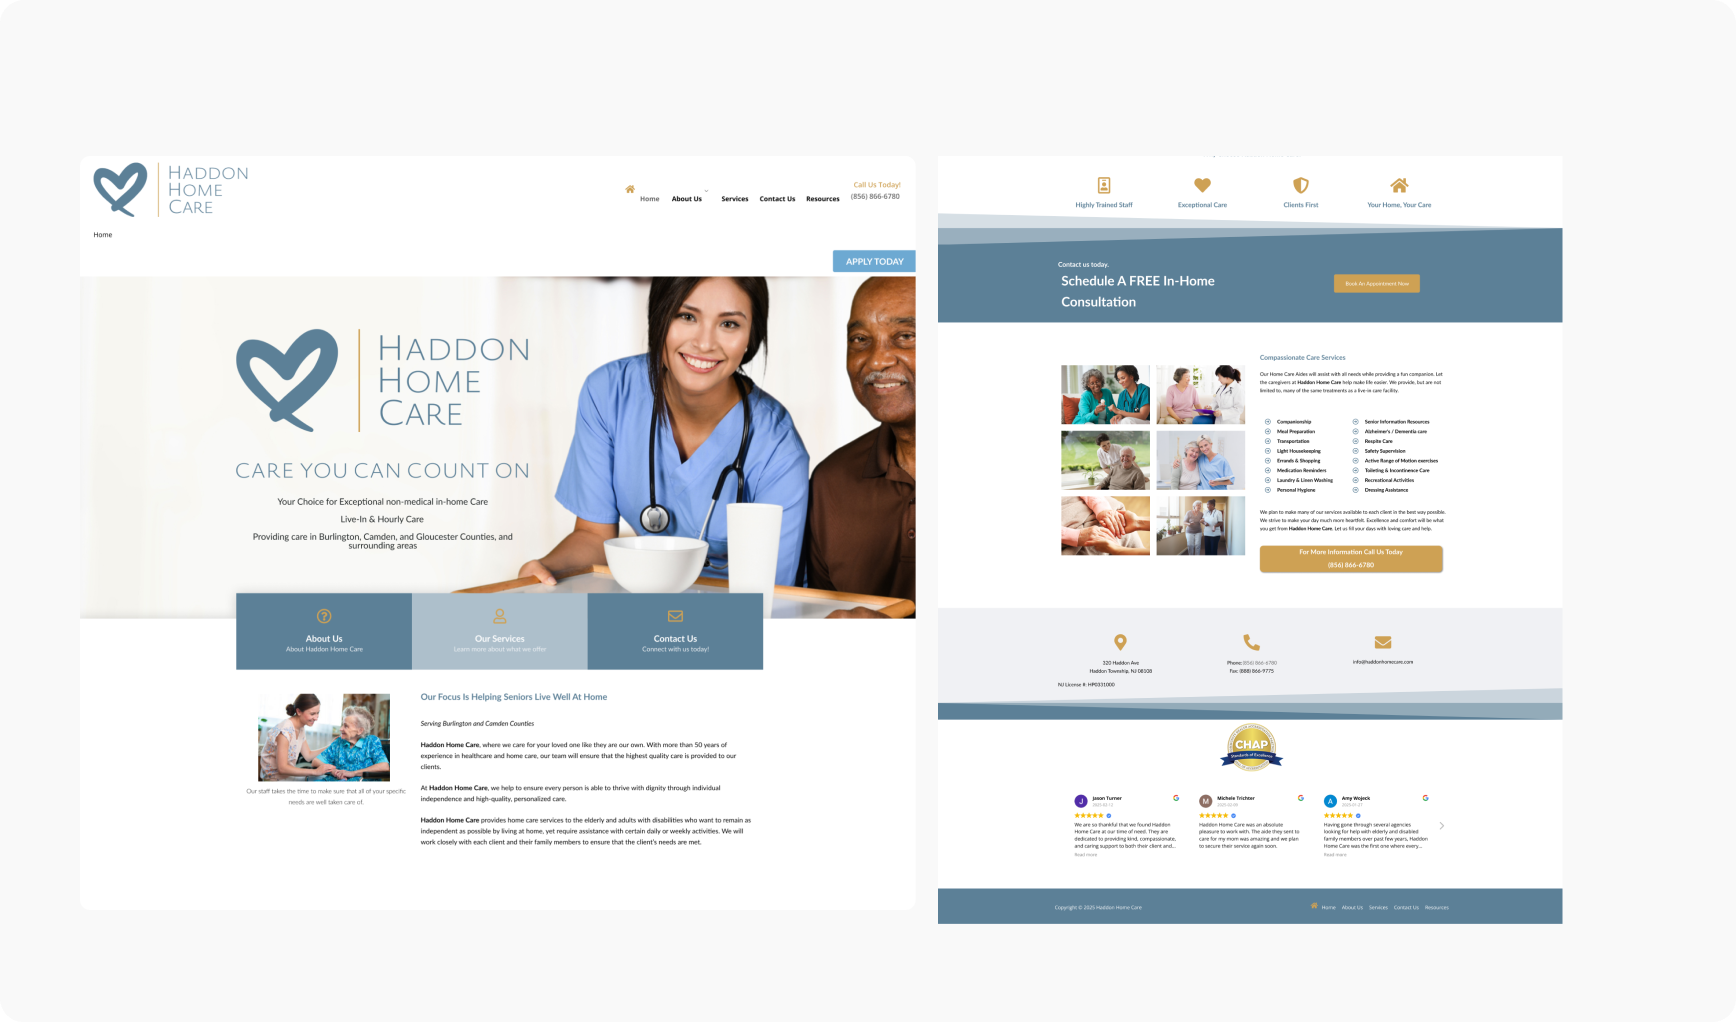 HADDON
HOME
CARE
Home
About Us
Services
Contact Us
Resources
Call Us Today!
(856) 866-6780
Home
APPLY TODAY
HADDON
HOME
CARE
CARE YOU CAN COUNT ON
Your Choice for Exceptional non-medical in-home Care
Live-In & Hourly Care
Providing care in Burlington, Camden, and Gloucester Counties, and
surrounding areas
About Us
About Haddon Home Care
Our Services
Learn more about what we offer
Contact Us
Connect with us today!
Our staff takes the time to make sure that all of your specific
needs are well taken care of.
Our Focus Is Helping Seniors Live Well At Home
Serving Burlington and Camden Counties
Haddon Home Care, where we care for your loved one like they are our own. With more than 50 years of
experience in healthcare and home care, our team will ensure that the highest quality care is provided to our
clients.
At Haddon Home Care, we help to ensure every person is able to thrive with dignity through individual
independence and high-quality, personalized care.
Haddon Home Care provides home care services to the elderly and adults with disabilities who want to remain as
independent as possible by living at home, yet require assistance with certain daily or weekly activities. We will
work closely with each client and their family members to ensure that the client's needs are met.
Highly Trained Staff
Exceptional Care
Clients First
Your Home, Your Care
Contact us today.
Schedule A FREE In-Home
Consultation
Book An Appointment Now
Compassionate Care Services
Our Home Care Aides will assist with all needs while providing a fun companion. Let
the caregivers at Haddon Home Care help make life easier. We provide, but are not
limited to, many of the same treatments as a live-in care facility.
Companionship
Meal Preparation
Transportation
Light Housekeeping
Errands & Shopping
Medication Reminders
Laundry & Linen Washing
Personal Hygiene
Senior Information Resources
Alzheimer's / Dementia care
Respite Care
Safety Supervision
Active Range of Motion exercises
Toileting & Incontinence Care
Recreational Activities
Dressing Assistance
We plan to make many of our services available to each client in the best way possible.
We strive to make your day much more heartfelt. Excellence and comfort will be what
you get from Haddon Home Care. Let us fill your days with loving care and help.
For More Information Call Us Today
(856) 866-6780
320 Haddon Ave
Haddon Township, NJ 08108
NJ License #: HP0331000
Phone: (856) 866-6780
Fax: (888) 866-9775
info@haddonhomecare.com
CHAP
Standards of Excellence
J
Jason Turner
2025-02-13
We are so thankful that we found Haddon
Home Care at our time of need. They are
dedicated to providing kind, compassionate,
and caring support to both their client and...
Read more
M
Michele Trichter
2025-02-09
Haddon Home Care was an absolute
pleasure to work with. The aide they sent to
care for my mom was amazing and we plan
to secure their service again soon.
A
Amy Wojeck
2025-01-27
Having gone through several agencies
looking for help with elderly and disabled
family members over past few years, Haddon
Home Care was the first one where every...
Read more
Copyright © 2025 Haddon Home Care
Home
About Us
Services
Contact Us
Resources